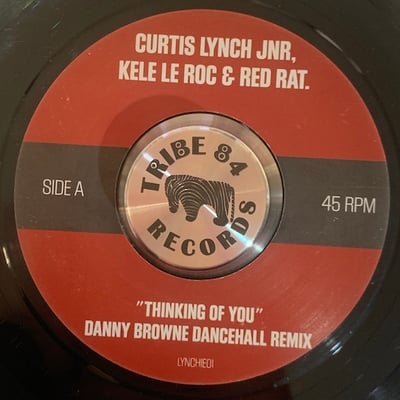 CURTIS LYNCH JNR,
KELE LE ROC & RED RAT.
TRIBE 84
RECORDS
SIDE A
45 RPM
"THINKING OF YOU"
DANNY BROWNE DANCEHALL REMIX
LYNCHIE01